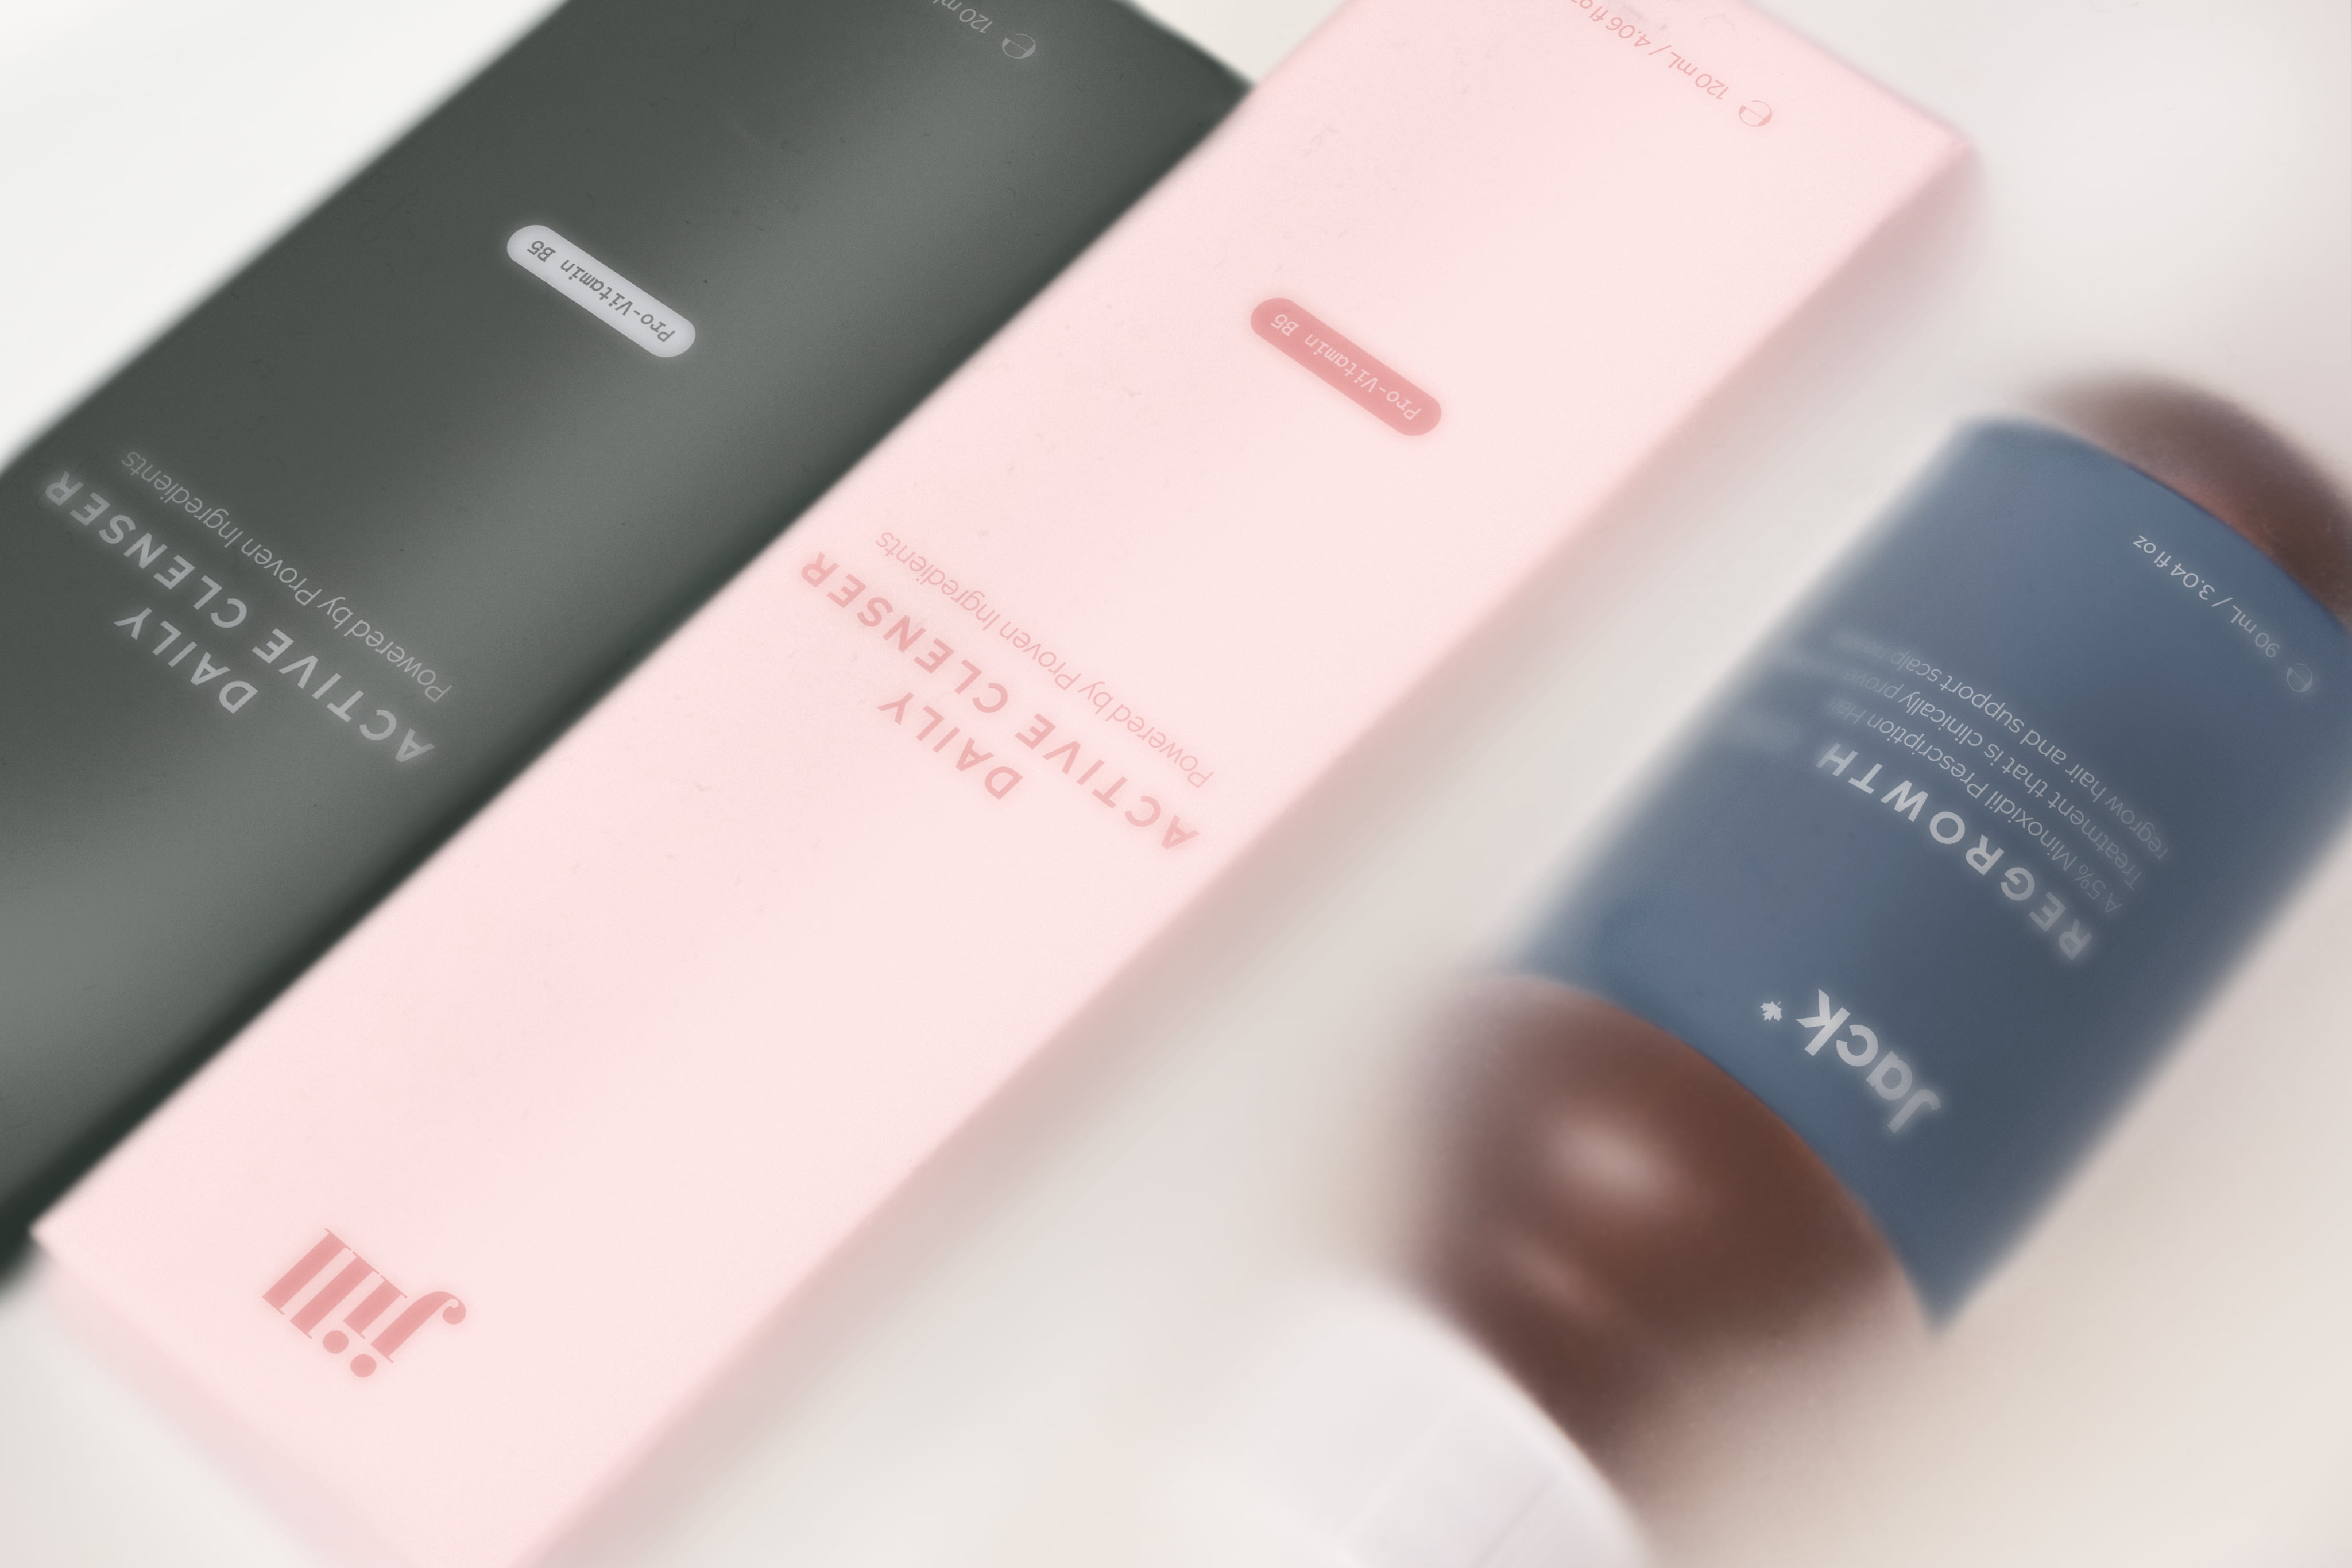 DAILY
ACTIVE CLENSER
Powered by Proven Ingredients
Pro-Vitamin B5
℮ 120 mL
jill
DAILY
ACTIVE CLENSER
Powered by Proven Ingredients
Pro-Vitamin B5
℮ 120 mL / 4.06 fl oz
Jack
REGROWTH
A 5% Minoxidil Prescription
Treatment that is clinically
regrow hair and support scalp
℮ 90 mL / 3.04 fl oz